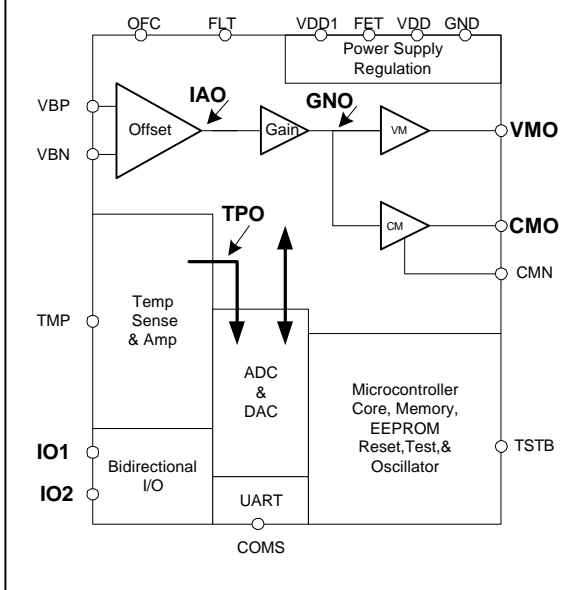 OFC FLT VDD1 FET VDD GND
Power Supply
Regulation
IAO GNO
VBP
Offset Gain VM VMO
VBN
TPO
CM CMO
CMN
Temp
Sense
& Amp
TMP
ADC
&
DAC
Microcontroller
Core, Memory,
EEPROM
Reset,Test,&
Oscillator
TSTB
IO1
Bidirectional
I/O
IO2
UART
COMS